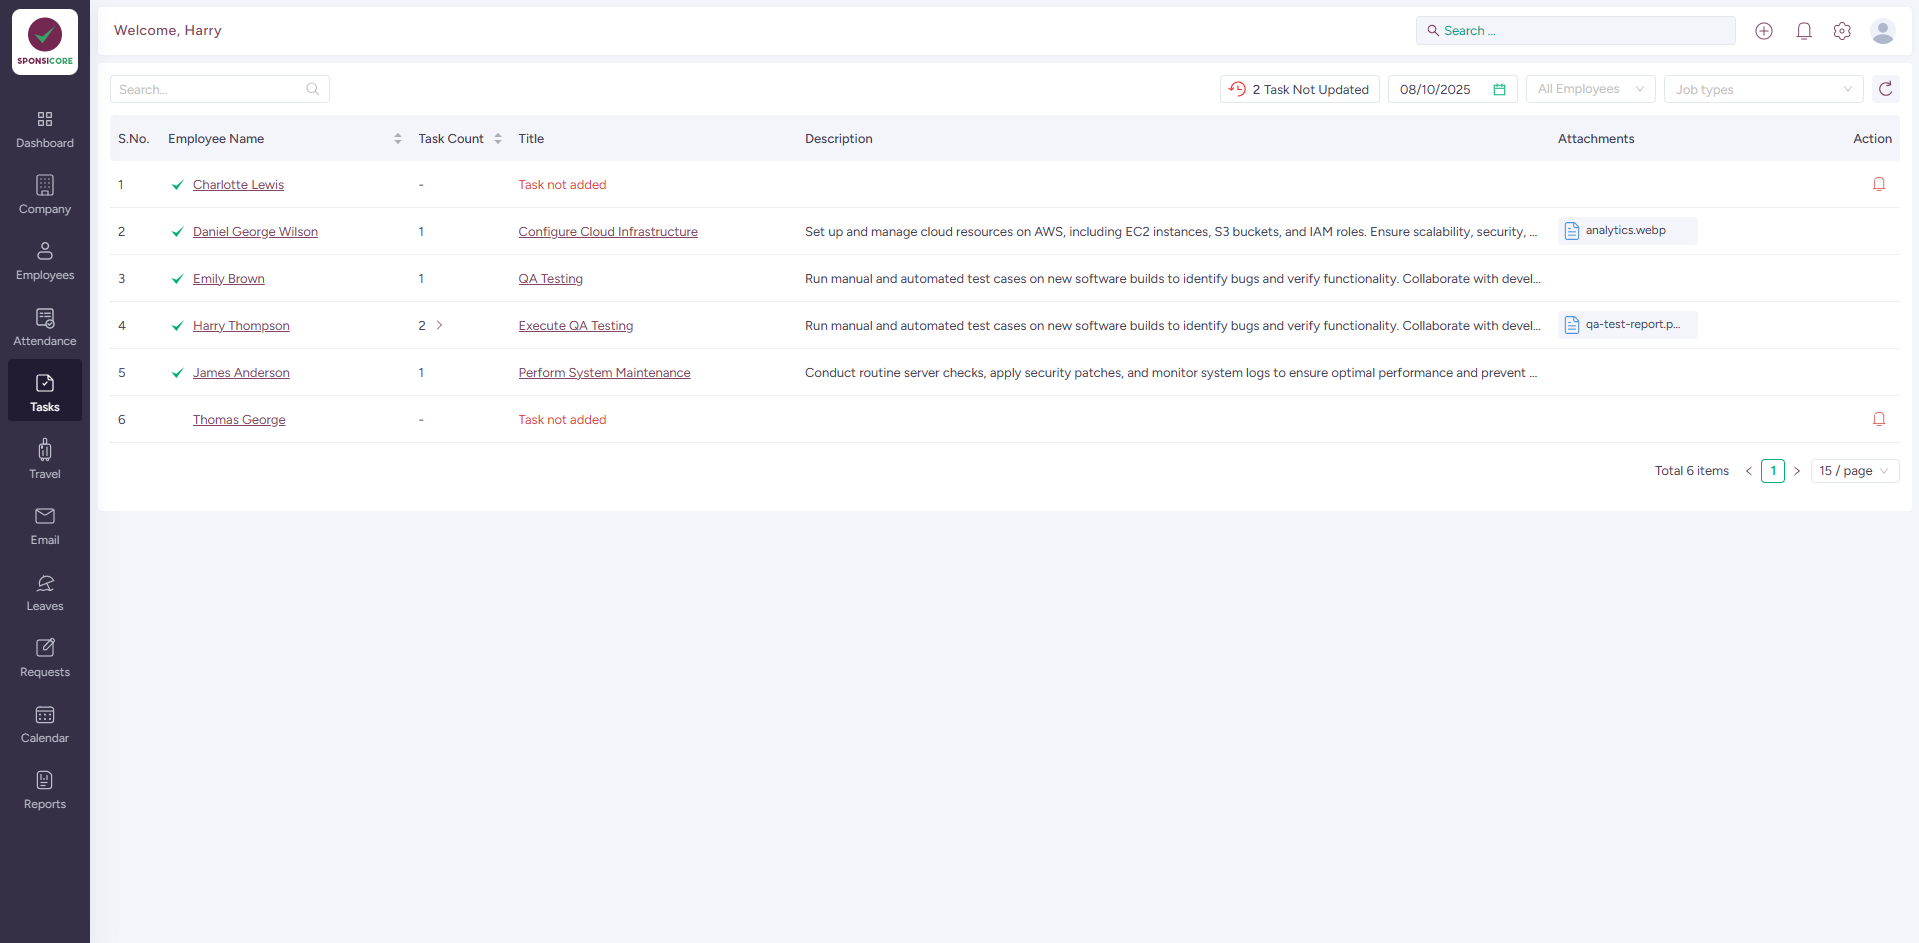 SPONSICORE
Welcome, Harry
Search ...
Dashboard
Company
Employees
Attendance
Tasks
Travel
Email
Leaves
Requests
Calendar
Reports
Search...
2 Task Not Updated
08/10/2025
All Employees
Job types
S.No. Employee Name Task Count Title Description Attachments Action
1 Charlotte Lewis - Task not added
2 Daniel George Wilson 1 Configure Cloud Infrastructure Set up and manage cloud resources on AWS, including EC2 instances, S3 buckets, and IAM roles. Ensure scalability, security, ... analytics.webp
3 Emily Brown 1 QA Testing Run manual and automated test cases on new software builds to identify bugs and verify functionality. Collaborate with devel...
4 Harry Thompson 2 Execute QA Testing Run manual and automated test cases on new software builds to identify bugs and verify functionality. Collaborate with devel... qa-test-report.p...
5 James Anderson 1 Perform System Maintenance Conduct routine server checks, apply security patches, and monitor system logs to ensure optimal performance and prevent ...
6 Thomas George - Task not added
Total 6 items < 1 > 15 / page